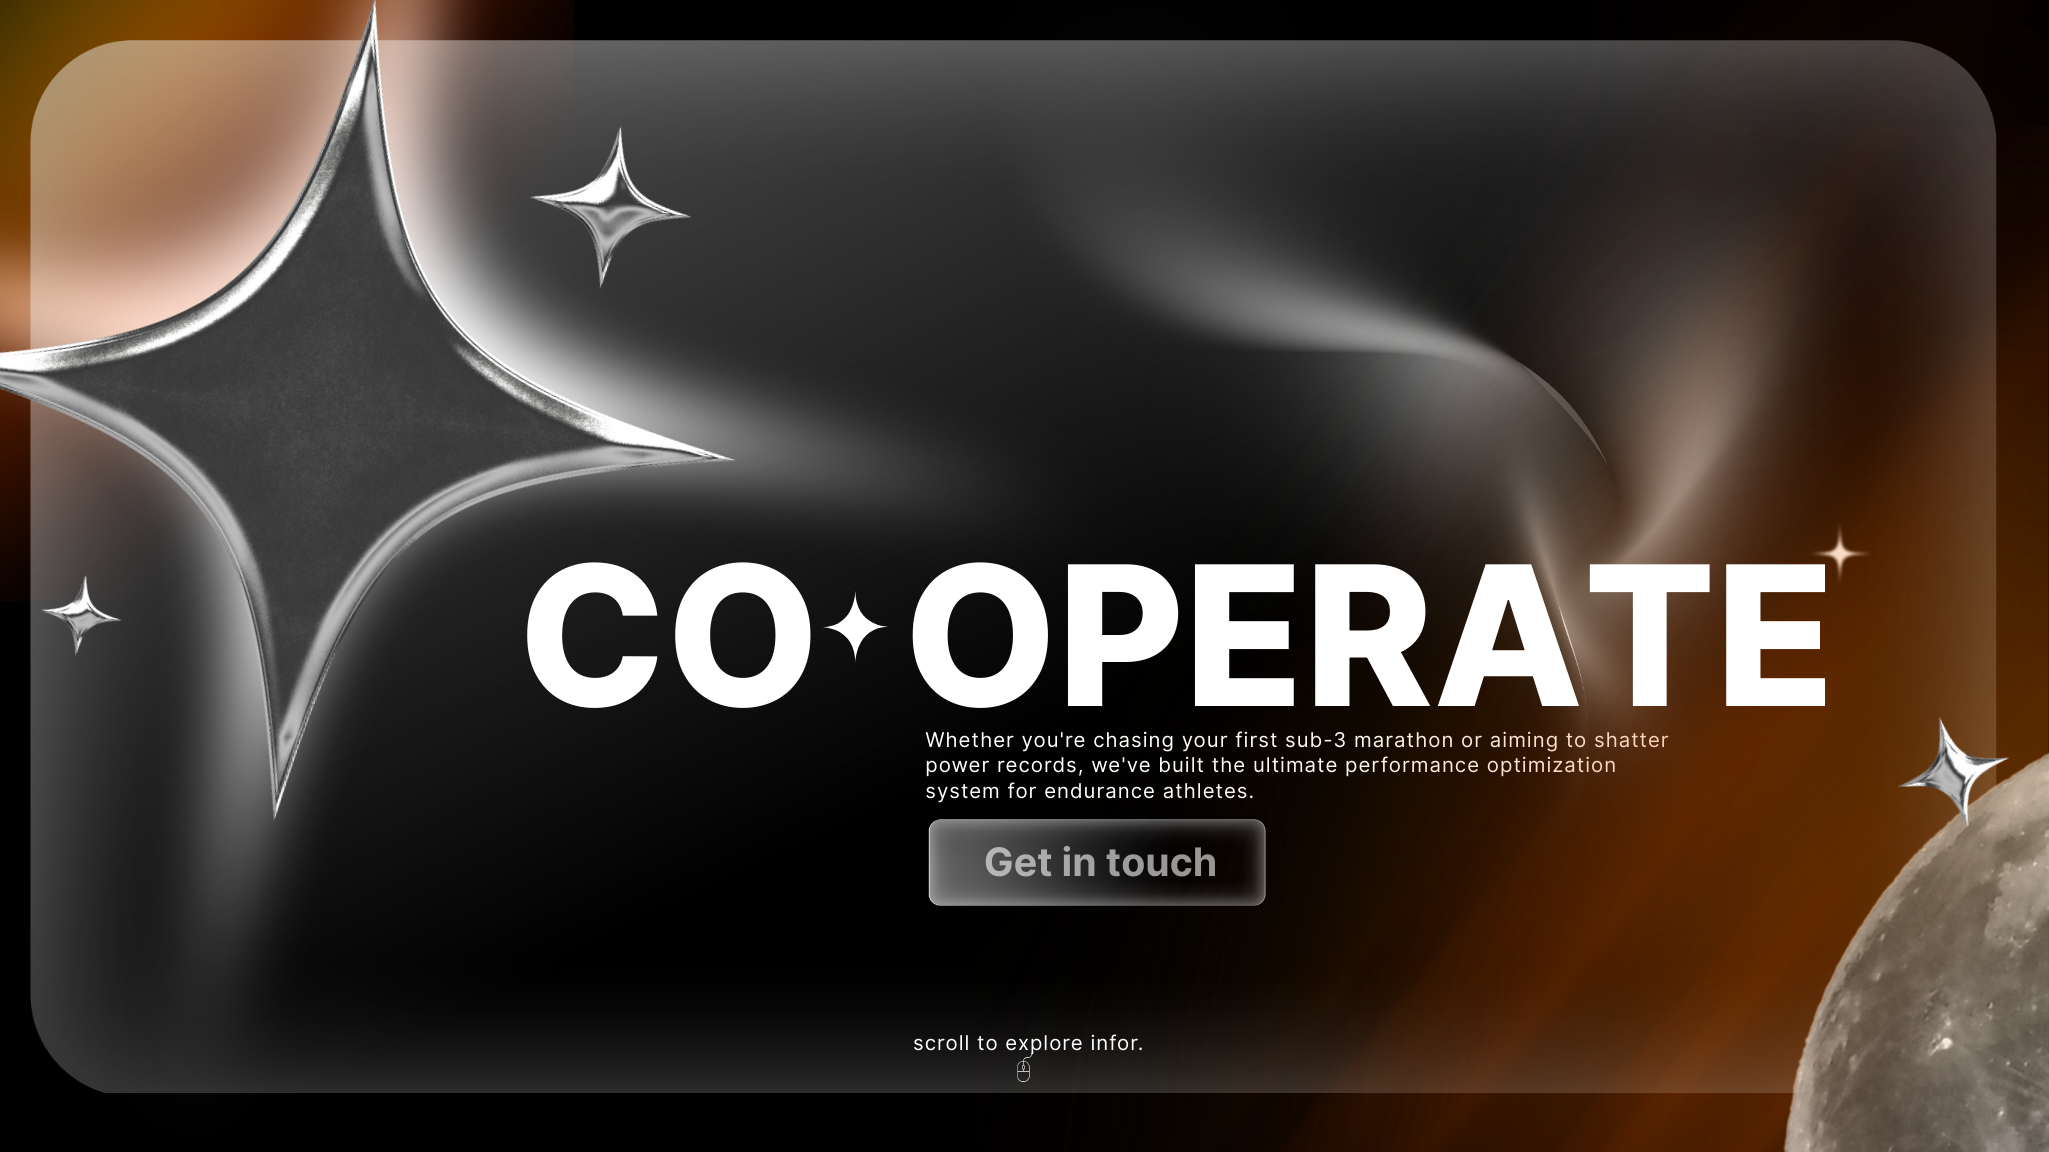 CO✦OPERATE
Whether you're chasing your first sub-3 marathon or aiming to shatter
power records, we've built the ultimate performance optimization
system for endurance athletes.
Get in touch
scroll to explore infor.